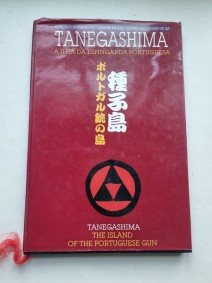 TANEGASHIMA
A ILHA DA ESPINGARDA PORTUGUESA
種子島
ポルトガル銃の島
TANEGASHIMA
THE ISLAND
OF THE PORTUGUESE GUN